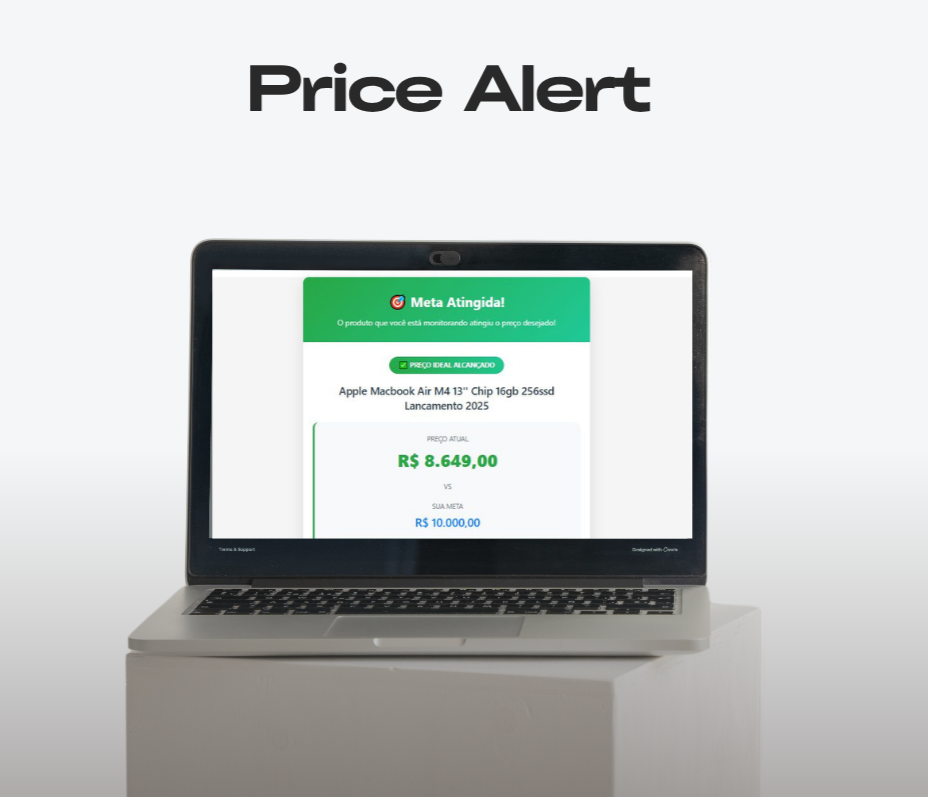 Price Alert
🎯 Meta Atingida!
O produto que você está monitorando atingiu o preço desejado!
✅ PREÇO IDEAL ALCANÇADO
Apple Macbook Air M4 13'' Chip 16gb 256ssd
Lancamento 2025
PREÇO ATUAL
R$ 8.649,00
VS
SUA META
R$ 10.000,00
Terms & Support
Designed with